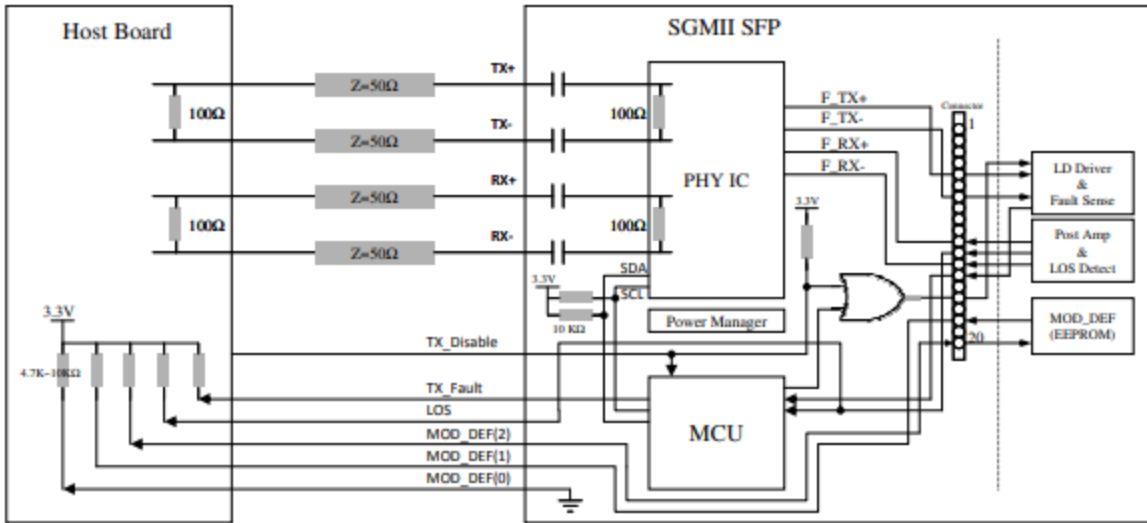 Host Board
SGMII SFP
TX+
Z=50Ω
100Ω
100Ω
TX-
Z=50Ω
RX+
Z=50Ω
100Ω
100Ω
RX-
Z=50Ω
PHY IC
F_TX+
F_TX-
F_RX+
F_RX-
Connector
1
20
LD Driver
&
Fault Sense
Post Amp
&
LOS Detect
MOD_DEF
(EEPROM)
3.3V
SDA
SCL
3.3V
10 KΩ
Power Manager
3.3V
4.7K~10KΩ
TX_Disable
TX_Fault
LOS
MOD_DEF(2)
MOD_DEF(1)
MOD_DEF(0)
MCU